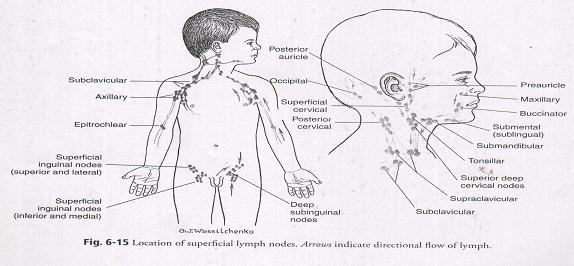 Subclavicular
Axillary
Epitrochlear
Superficial
inguinal nodes
(superior and lateral)
Superficial
inguinal nodes
(inferior and medial)
Deep
subinguinal
nodes
G.J.Wassilchenko
Posterior
auricle
Occipital
Superficial
cervical
Posterior
cervical
Preauricle
Maxillary
Buccinator
Submental
(sublingual)
Submandibular
Tonsillar
Superior deep
cervical nodes
Supraclavicular
Subclavicular
Fig. 6-15 Location of superficial lymph nodes. Arrows indicate directional flow of lymph.